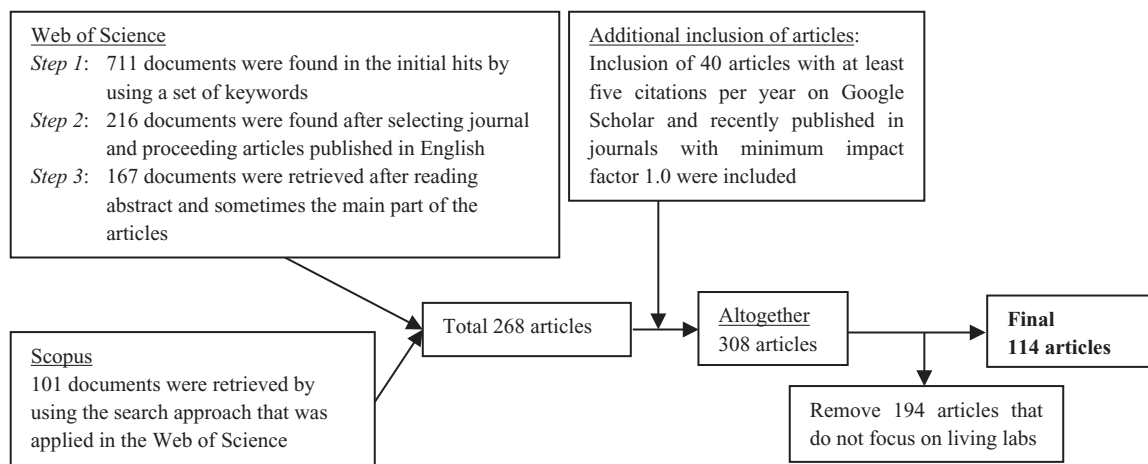 Web of Science
Step 1: 711 documents were found in the initial hits by
using a set of keywords
Step 2: 216 documents were found after selecting journal
and proceeding articles published in English
Step 3: 167 documents were retrieved after reading
abstract and sometimes the main part of the
articles
Additional inclusion of articles:
Inclusion of 40 articles with at least
five citations per year on Google
Scholar and recently published in
journals with minimum impact
factor 1.0 were included
Scopus
101 documents were retrieved by
using the search approach that was
applied in the Web of Science
Total 268 articles
Altogether
308 articles
Final
114 articles
Remove 194 articles that
do not focus on living labs